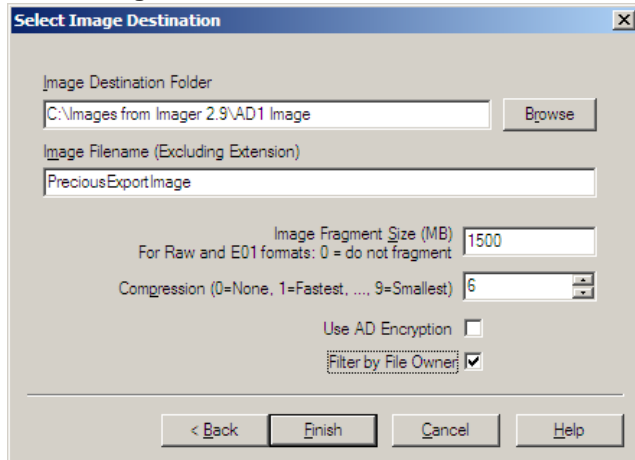 Select Image Destination
Image Destination Folder
C:\Images from Imager 2.9\AD1 Image
Browse
Image Filename (Excluding Extension)
PreciousExportImage
Image Fragment Size (MB)
For Raw and E01 formats: 0 = do not fragment
1500
Compression (0=None, 1=Fastest, ..., 9=Smallest)
6
Use AD Encryption
Filter by File Owner
< Back
Finish
Cancel
Help